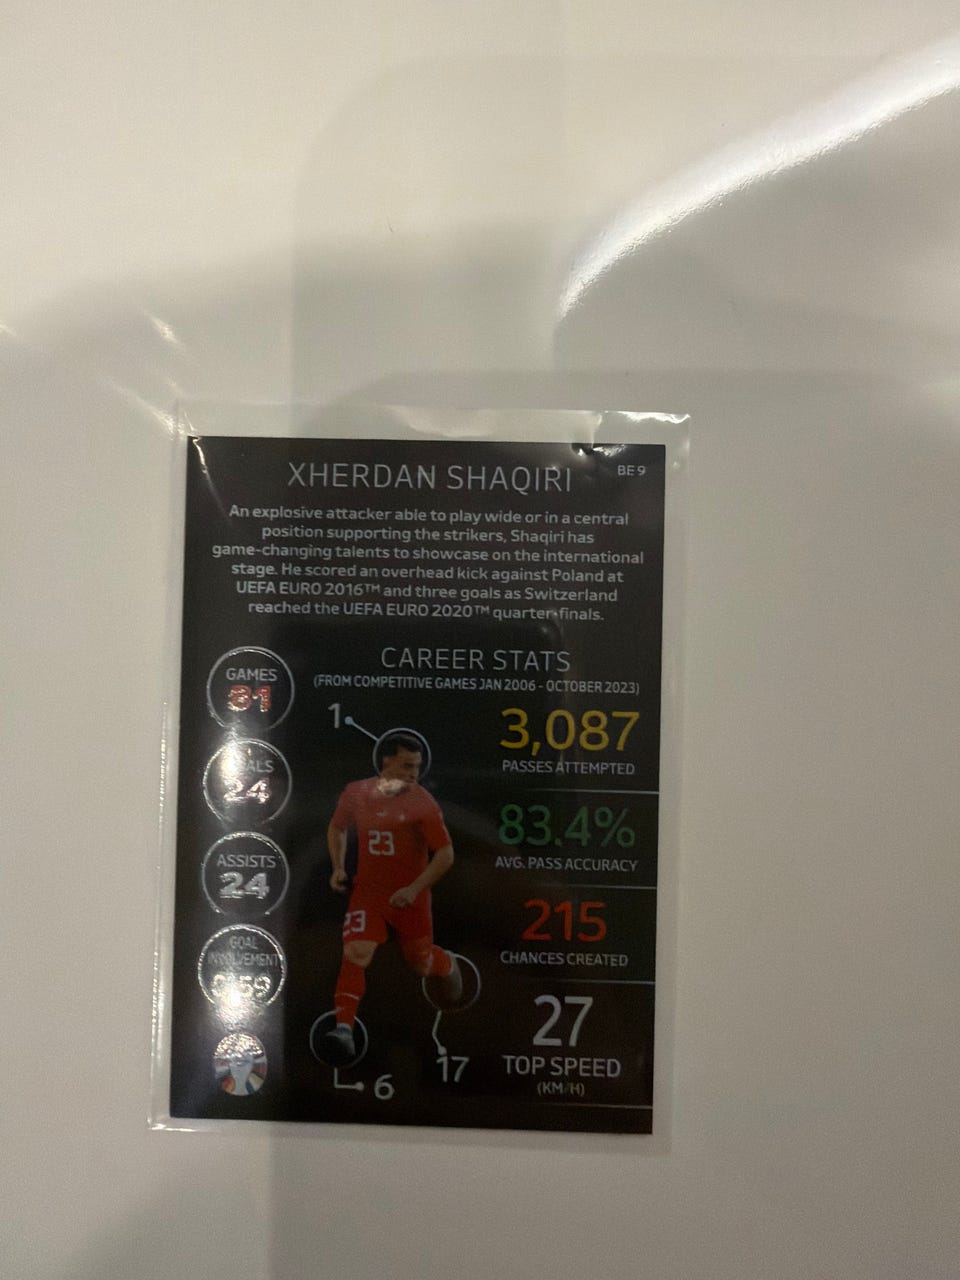 XHERDAN SHAQIRI
BE 9
An explosive attacker able to play wide or in a central
position supporting the strikers, Shaqiri has
game-changing talents to showcase on the international
stage. He scored an overhead kick against Poland at
UEFA EURO 2016™ and three goals as Switzerland
reached the UEFA EURO 2020™ quarter-finals.
CAREER STATS
(FROM COMPETITIVE GAMES JAN 2006 - OCTOBER 2023)
GAMES
81
GOALS
24
ASSISTS
24
GOAL
INVOLVEMENT
1
23
23
6
17
3,087
PASSES ATTEMPTED
83.4%
AVG. PASS ACCURACY
215
CHANCES CREATED
27
TOP SPEED
(KM/H)